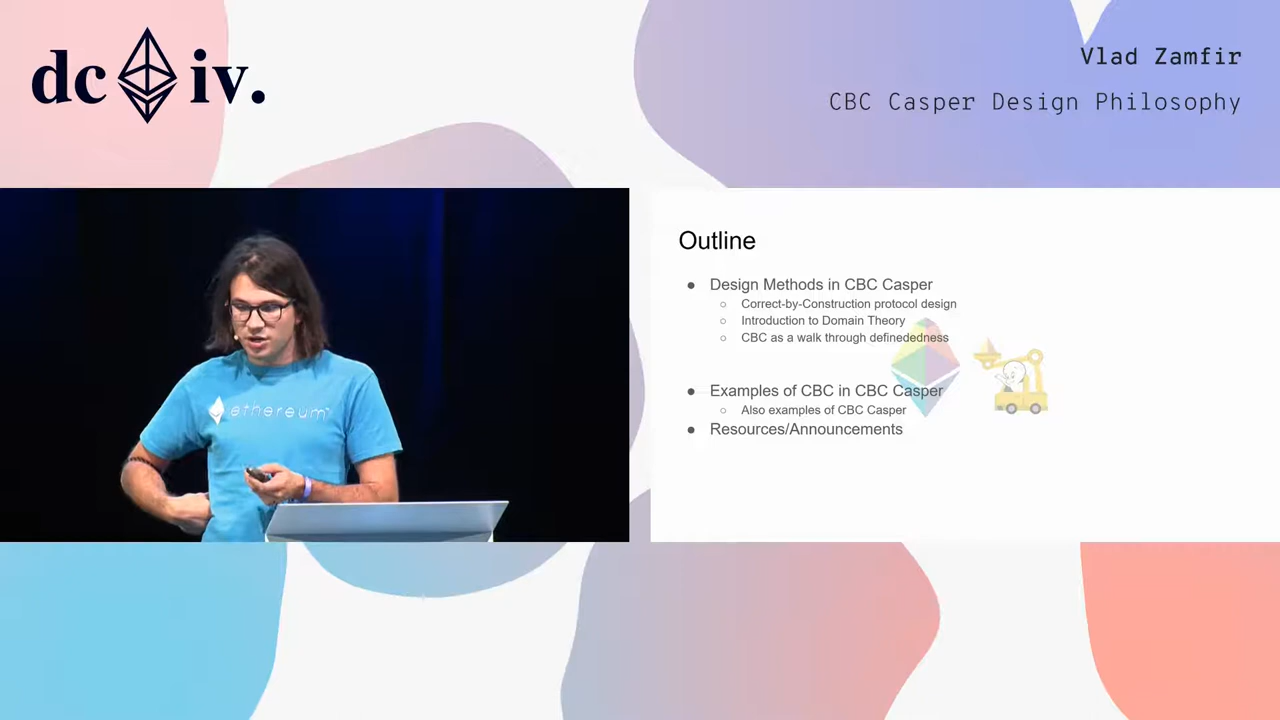 dc iv.
Vlad Zamfir
CBC Casper Design Philosophy
ethereum
Outline
● Design Methods in CBC Casper
○ Correct-by-Construction protocol design
○ Introduction to Domain Theory
○ CBC as a walk through definededness
● Examples of CBC in CBC Casper
○ Also examples of CBC Casper
● Resources/Announcements